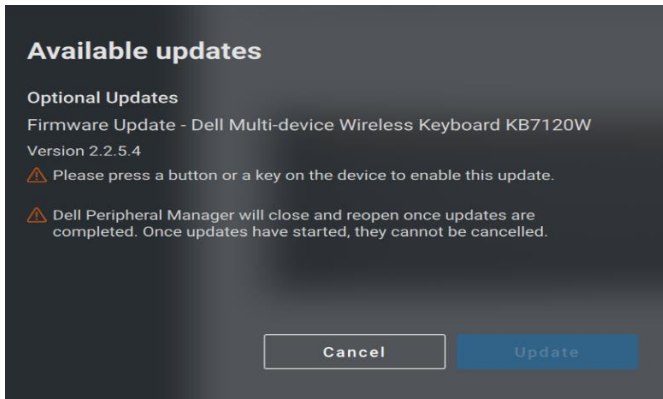 Available updates
Optional Updates
Firmware Update - Dell Multi-device Wireless Keyboard KB7120W
Version 2.2.5.4
Please press a button or a key on the device to enable this update.
Dell Peripheral Manager will close and reopen once updates are
completed. Once updates have started, they cannot be cancelled.
Cancel
Update